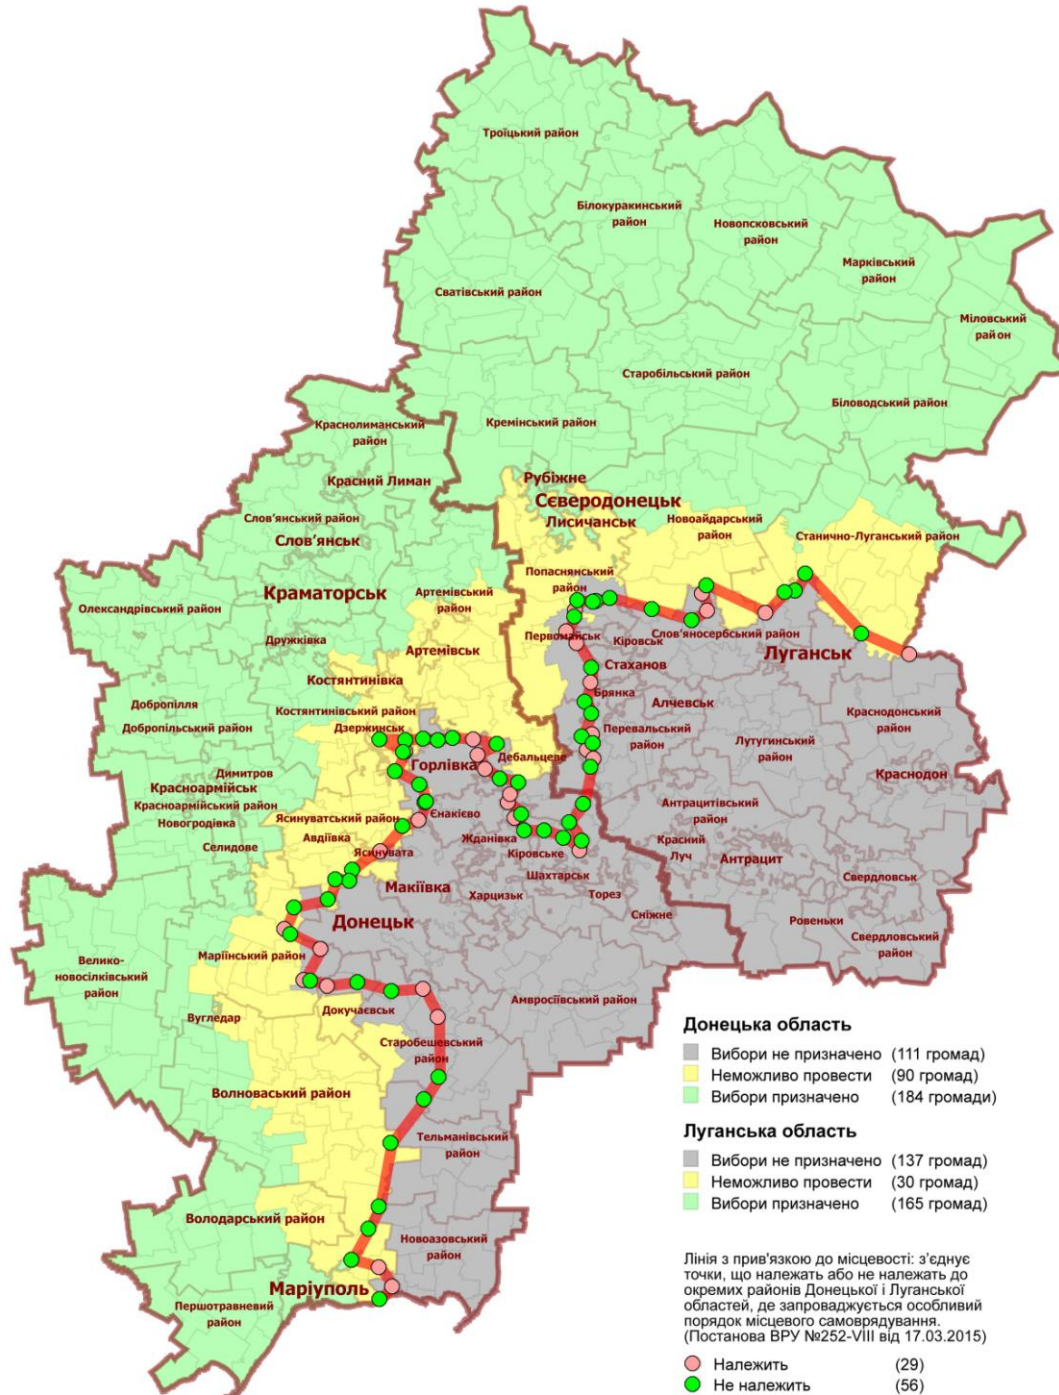 Троїцький район
Білокуракинський
район
Новопсковський
район
Марківський
район
Сватівський район
Міловський
район
Старобільський район
Біловодський район
Кремінський район
Краснолиманський
район
Красний Лиман
Рубіжне
Сєверодонецьк
Лисичанськ
Слов'янський район
Слов'янськ
Новоайдарський
район
Станично-Луганський район
Попаснянський
район
Краматорськ
Артемівський
район
Олександрівський район
Дружківка
Артемівськ
Первомайськ
Кіровськ
Слов'яносербський район
Луганськ
Стаханов
Костянтинівка
Брянка
Алчевськ
Добропілля
Костянтинівський район
Добропільський район
Дзержинськ
Перевальський
район
Краснодонський
район
Лутугинський
район
Дебальцеве
Горлівка
Димитров
Красноармійськ
Краснодон
Красноармійський район
Новогродівка
Ясинуватський район
Єнакієво
Антрацитівський
район
Авдіївка
Жданівка
Красний
Луч
Селидове
Ясинувата
Кіровське
Антрацит
Макіївка
Шахтарськ
Свердловськ
Харцизьк
Торез
Донецьк
Сніжне
Ровеньки
Свердловський
район
Мар'їнський район
Велико-
новосілківський
район
Докучаєвськ
Амвросіївський район
Вугледар
Старобешевський
район
Волноваський район
Тельманівський
район
Володарський район
Новоазовський
район
Маріуполь
Першотравневий
район
Донецька область
Вибори не призначено (111 громад)
Неможливо провести (90 громад)
Вибори призначено (184 громади)
Луганська область
Вибори не призначено (137 громад)
Неможливо провести (30 громад)
Вибори призначено (165 громад)
Лінія з прив'язкою до місцевості: з'єднує
точки, що належать або не належать до
окремих районів Донецької і Луганської
областей, де запроваджується особливий
порядок місцевого самоврядування.
(Постанова ВРУ №252-VIII від 17.03.2015)
Належить (29)
Не належить (56)